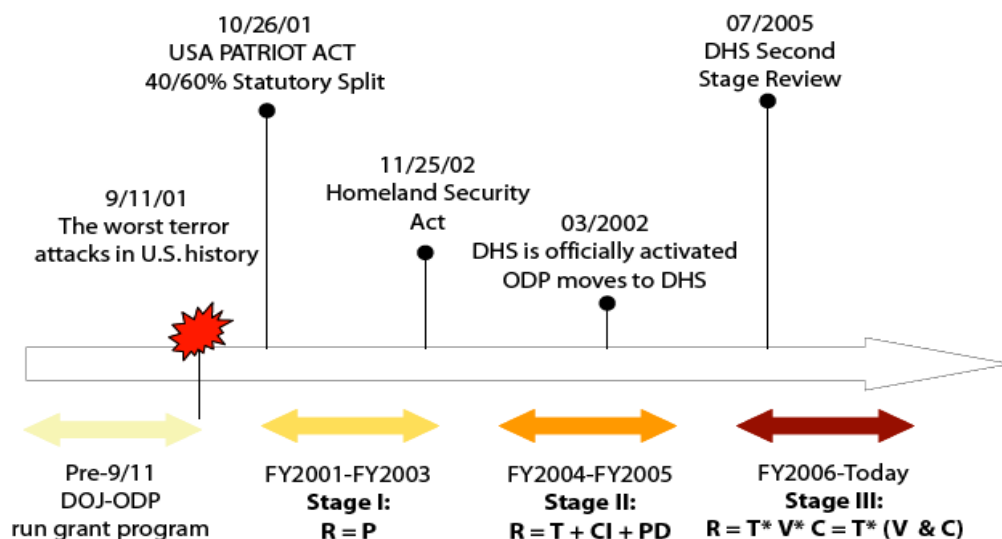 10/26/01
USA PATRIOT ACT
40/60% Statutory Split
07/2005
DHS Second
Stage Review
11/25/02
Homeland Security
Act
9/11/01
The worst terror
attacks in U.S. history
03/2002
DHS is officially activated
ODP moves to DHS
Pre-9/11
DOJ-ODP
run grant program
FY2001-FY2003
Stage I:
R = P
FY2004-FY2005
Stage II:
R = T + CI + PD
FY2006-Today
Stage III:
R = T* V* C = T* (V & C)